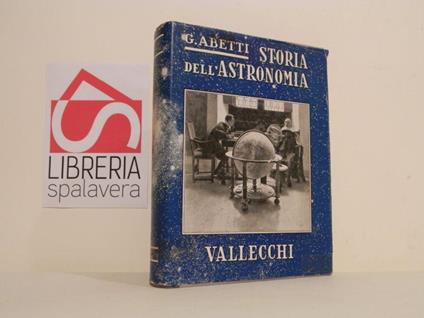 G. ABETTI STORIA
DELL'ASTRONOMIA
VALLECCHI
LIBRERIA
spalavera